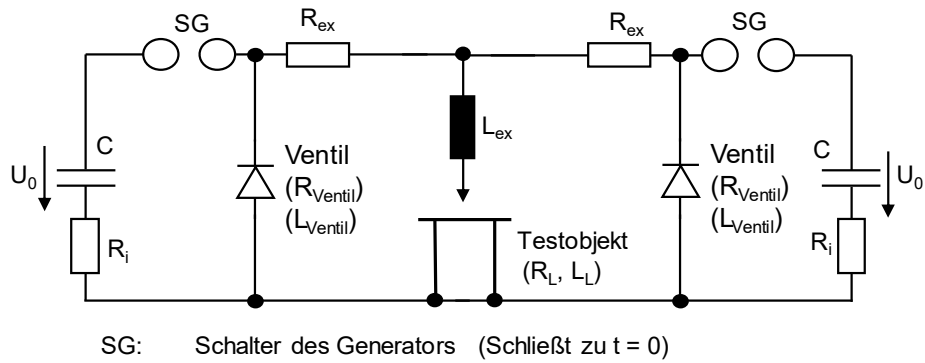 SG
R_ex
R_ex
SG
C
U_0
R_i
Ventil
(R_Ventil)
(L_Ventil)
L_ex
Testobjekt
(R_L, L_L)
Ventil
(R_Ventil)
(L_Ventil)
C
U_0
R_i
SG: Schalter des Generators (Schließt zu t = 0)